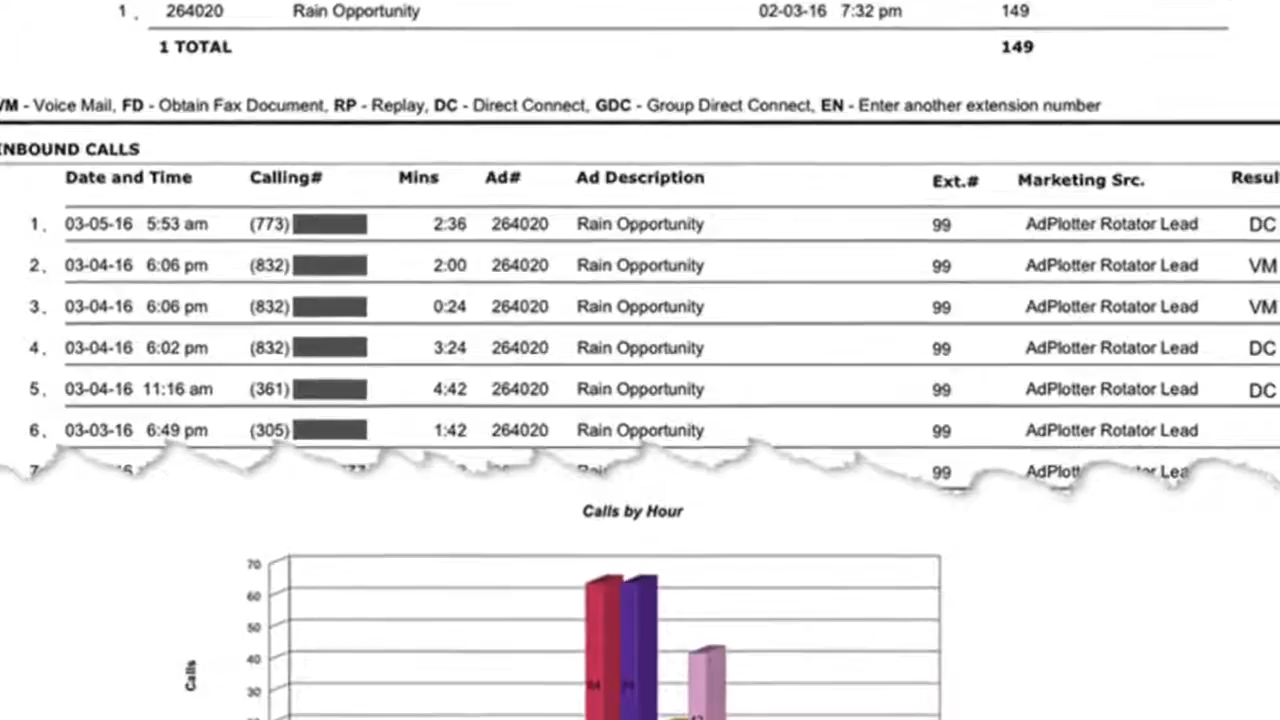 1. 264020 Rain Opportunity 02-03-16 7:32 pm 149
1 TOTAL 149
VM - Voice Mail, FD - Obtain Fax Document, RP - Replay, DC - Direct Connect, GDC - Group Direct Connect, EN - Enter another extension number
INBOUND CALLS
Date and Time Calling# Mins Ad# Ad Description Ext.# Marketing Src. Resul
1. 03-05-16 5:53 am (773) 2:36 264020 Rain Opportunity 99 AdPlotter Rotator Lead DC
2. 03-04-16 6:06 pm (832) 2:00 264020 Rain Opportunity 99 AdPlotter Rotator Lead VM
3. 03-04-16 6:06 pm (832) 0:24 264020 Rain Opportunity 99 AdPlotter Rotator Lead VM
4. 03-04-16 6:02 pm (832) 3:24 264020 Rain Opportunity 99 AdPlotter Rotator Lead DC
5. 03-04-16 11:16 am (361) 4:42 264020 Rain Opportunity 99 AdPlotter Rotator Lead DC
6. 03-03-16 6:49 pm (305) 1:42 264020 Rain Opportunity 99 AdPlotter Rotator Lead
99
Calls by Hour
70
60
50
40
30
Calls